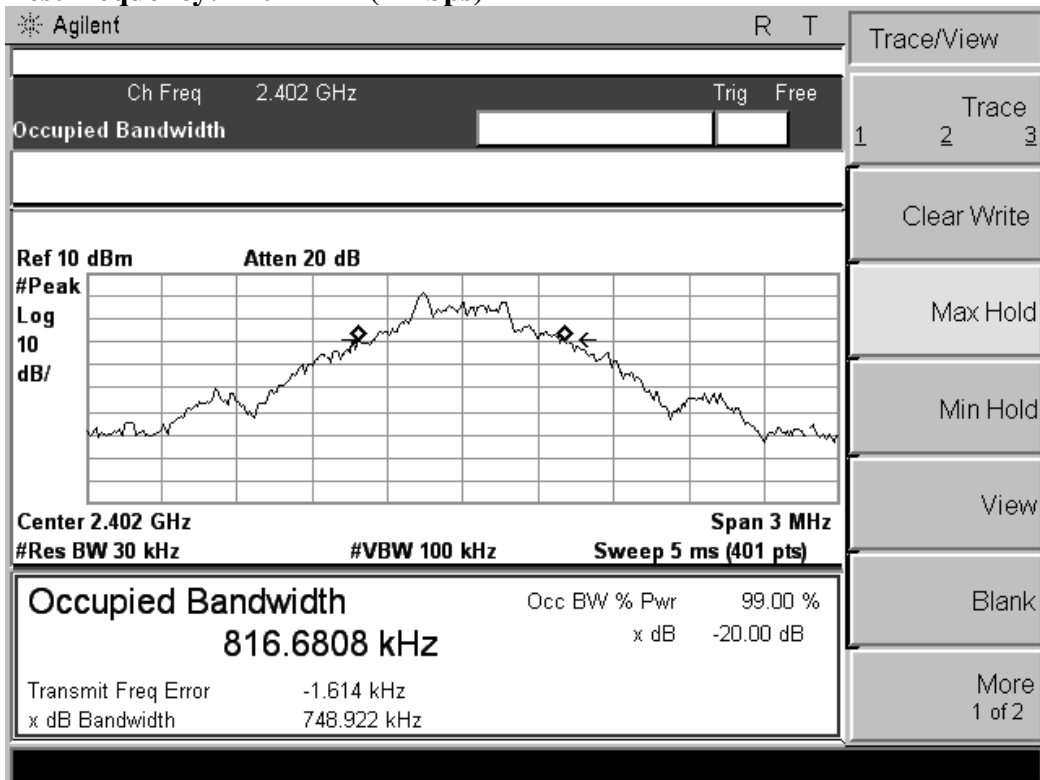 Agilent R T
Trace/View
Ch Freq 2.402 GHz Trig Free
Occupied Bandwidth
Trace
1 2 3
Clear Write
Max Hold
Min Hold
View
Blank
More
1 of 2
Ref 10 dBm Atten 20 dB
#Peak
Log
10
dB/
Center 2.402 GHz Span 3 MHz
#Res BW 30 kHz #VBW 100 kHz Sweep 5 ms (401 pts)
Occupied Bandwidth Occ BW % Pwr 99.00 %
816.6808 kHz x dB -20.00 dB
Transmit Freq Error -1.614 kHz
x dB Bandwidth 748.922 kHz